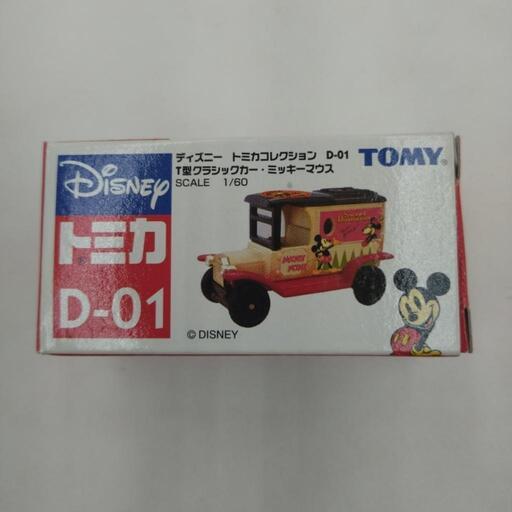 DISNEY
トミカ
D-01
ディズニー トミカコレクション D-01
T型クラシックカー・ミッキーマウス
SCALE 1/60
TOMY
MICKEY
MOUSE
© DISNEY